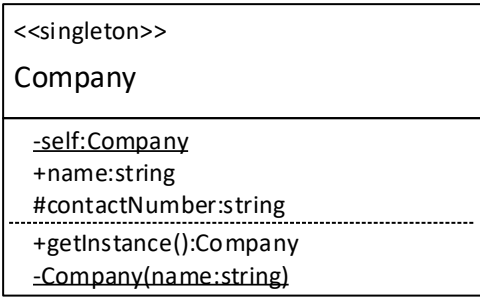 <<singleton>>
Company
-self:Company
+name:string
#contactNumber:string
+getInstance():Company
-Company(name:string)